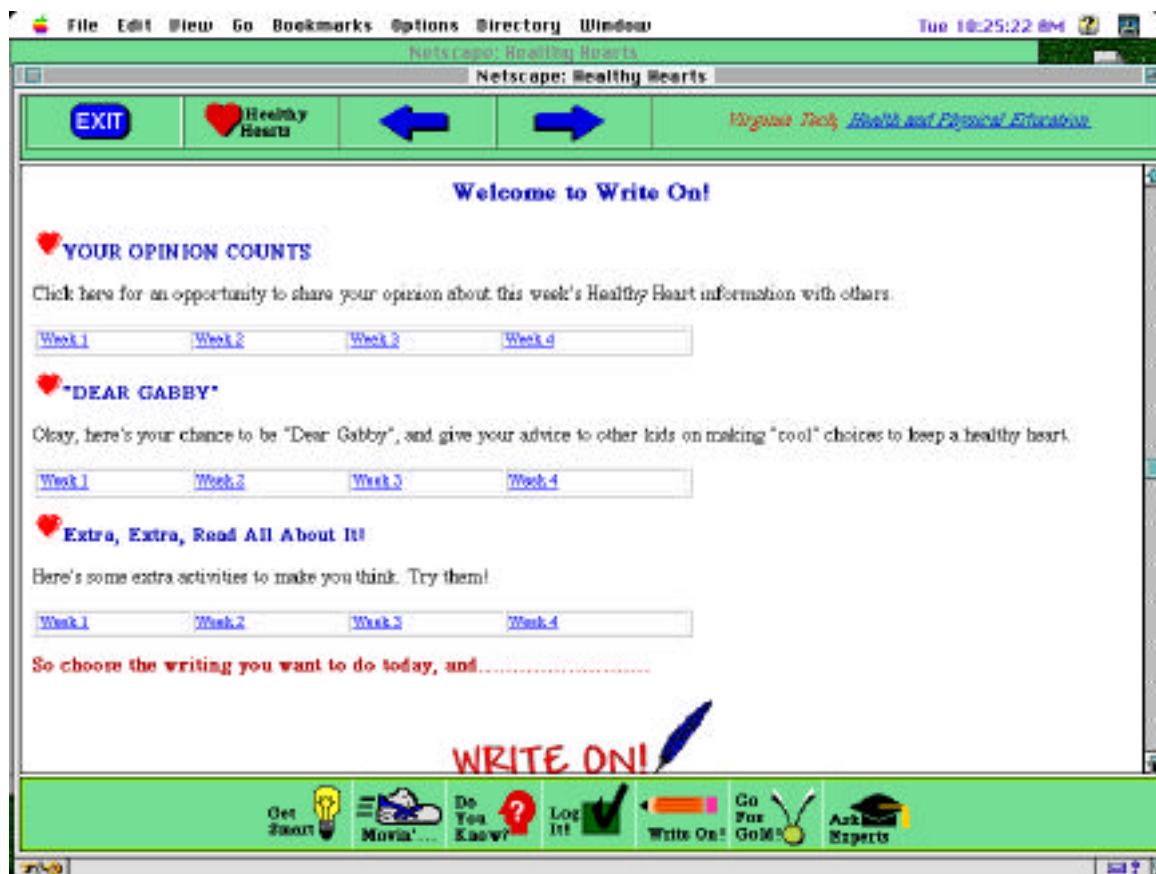 File Edit View Go Bookmarks Options Directory Window Tue 10:25:22 AM
Netscape: Healthy Hearts
Netscape: Healthy Hearts
EXIT Healthy Hearts Virginia Tech, Health and Physical Education
Welcome to Write On!
YOUR OPINION COUNTS
Click here for an opportunity to share your opinion about this week's Healthy Heart information with others.
Week 1 Week 2 Week 3 Week 4
"DEAR GABBY"
Okay, here's your chance to be "Dear Gabby", and give your advice to other kids on making "cool" choices to keep a healthy heart.
Week 1 Week 2 Week 3 Week 4
Extra, Extra, Read All About It!
Here's some extra activities to make you think. Try them!
Week 1 Week 2 Week 3 Week 4
So choose the writing you want to do today, and..........................
WRITE ON!
Get Smart
Movin'....
Do You Know?
Log It!
Write On!
Go For Gold!
Ask Experts